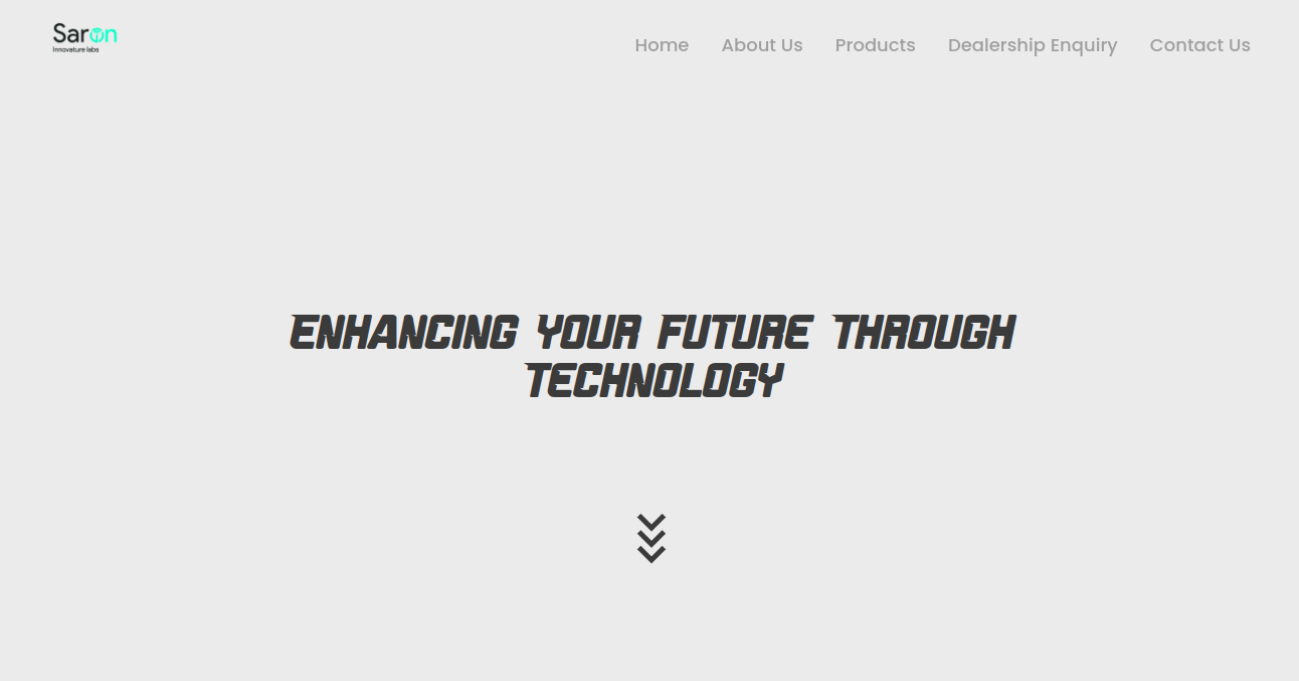 Saron
Innovature labs
Home About Us Products Dealership Enquiry Contact Us
ENHANCING YOUR FUTURE THROUGH
TECHNOLOGY